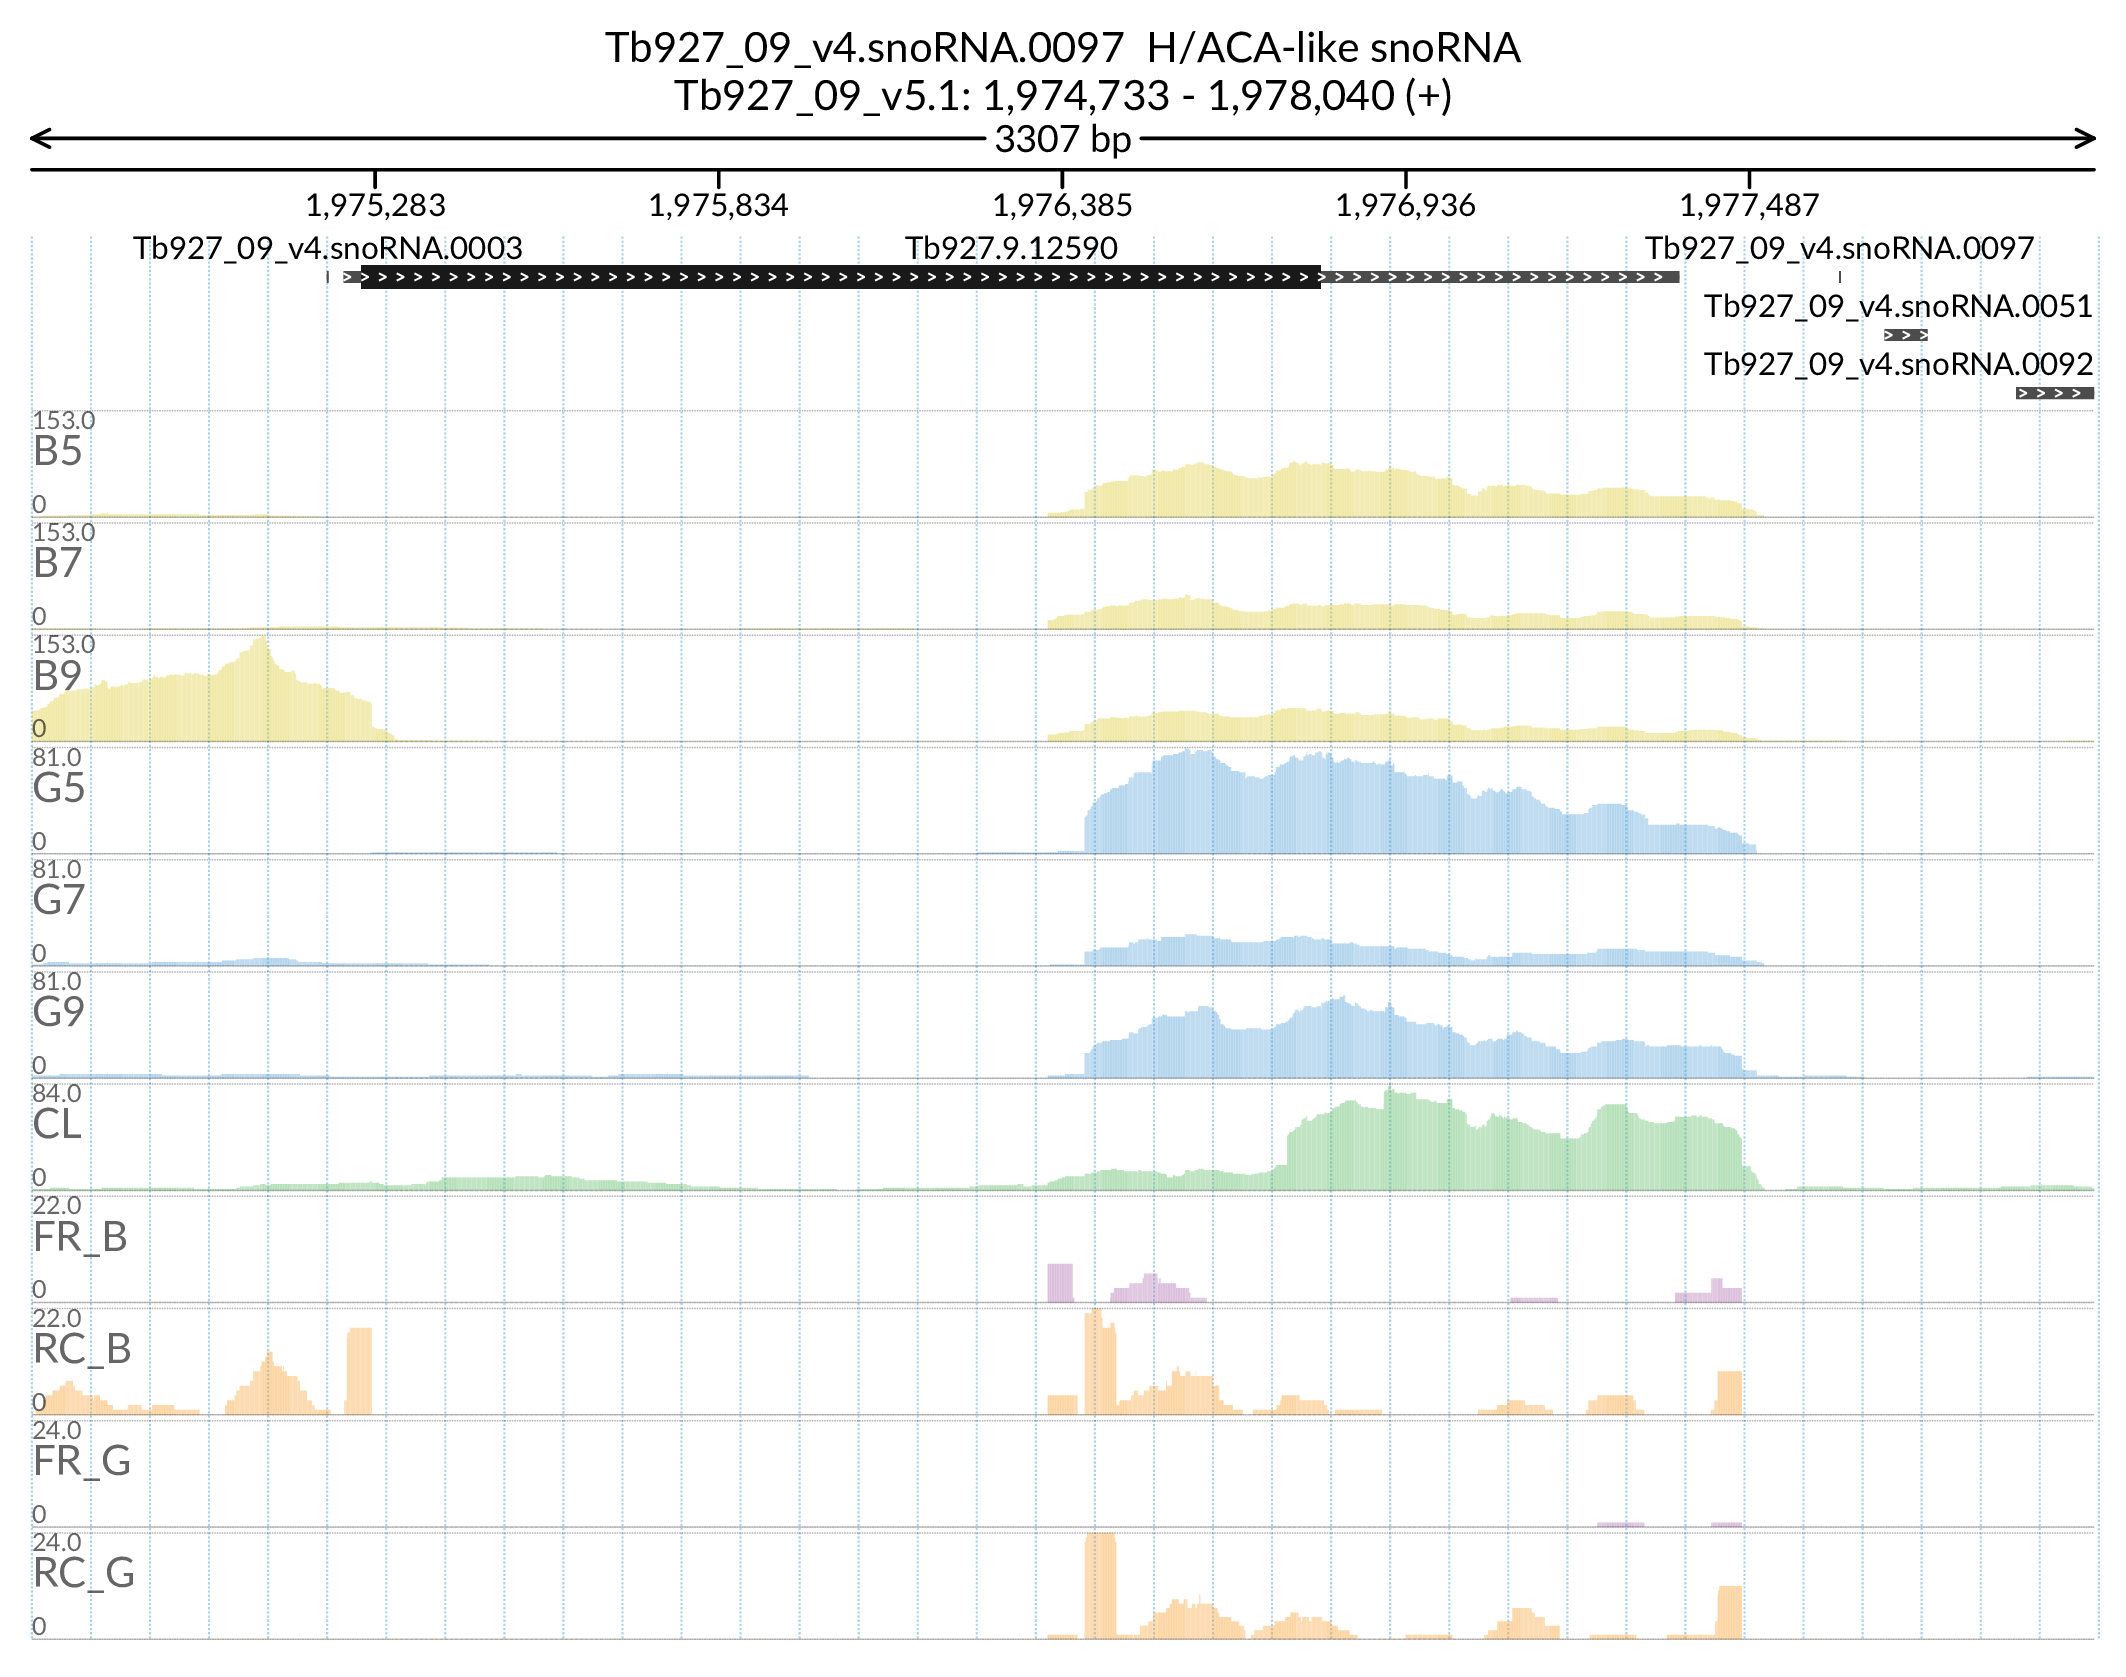 Tb927_09_v4.snoRNA.0097 H/ACA-like snoRNA
Tb927_09_v5.1: 1,974,733 - 1,978,040 (+)
3307 bp
1,975,283 1,975,834 1,976,385 1,976,936 1,977,487
Tb927_09_v4.snoRNA.0003 Tb927.9.12590 Tb927_09_v4.snoRNA.0097
Tb927_09_v4.snoRNA.0051
Tb927_09_v4.snoRNA.0092
153.0
B5
0
153.0
B7
0
153.0
B9
0
81.0
G5
0
81.0
G7
0
81.0
G9
0
84.0
CL
0
22.0
FR_B
0
22.0
RC_B
0
24.0
FR_G
0
24.0
RC_G
0